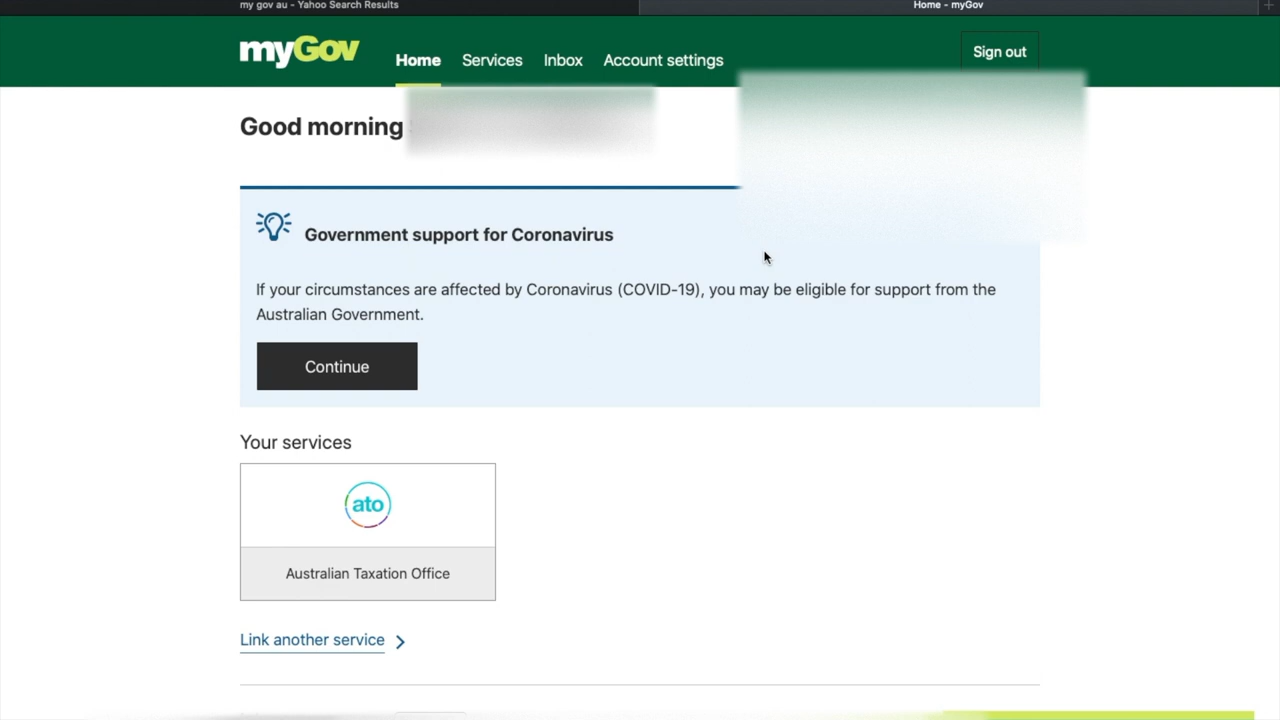 my gov au - Yahoo Search Results
Home - myGov
myGov Home Services Inbox Account settings Sign out
Good morning
Government support for Coronavirus
If your circumstances are affected by Coronavirus (COVID-19), you may be eligible for support from the
Australian Government.
Continue
Your services
ato
Australian Taxation Office
Link another service